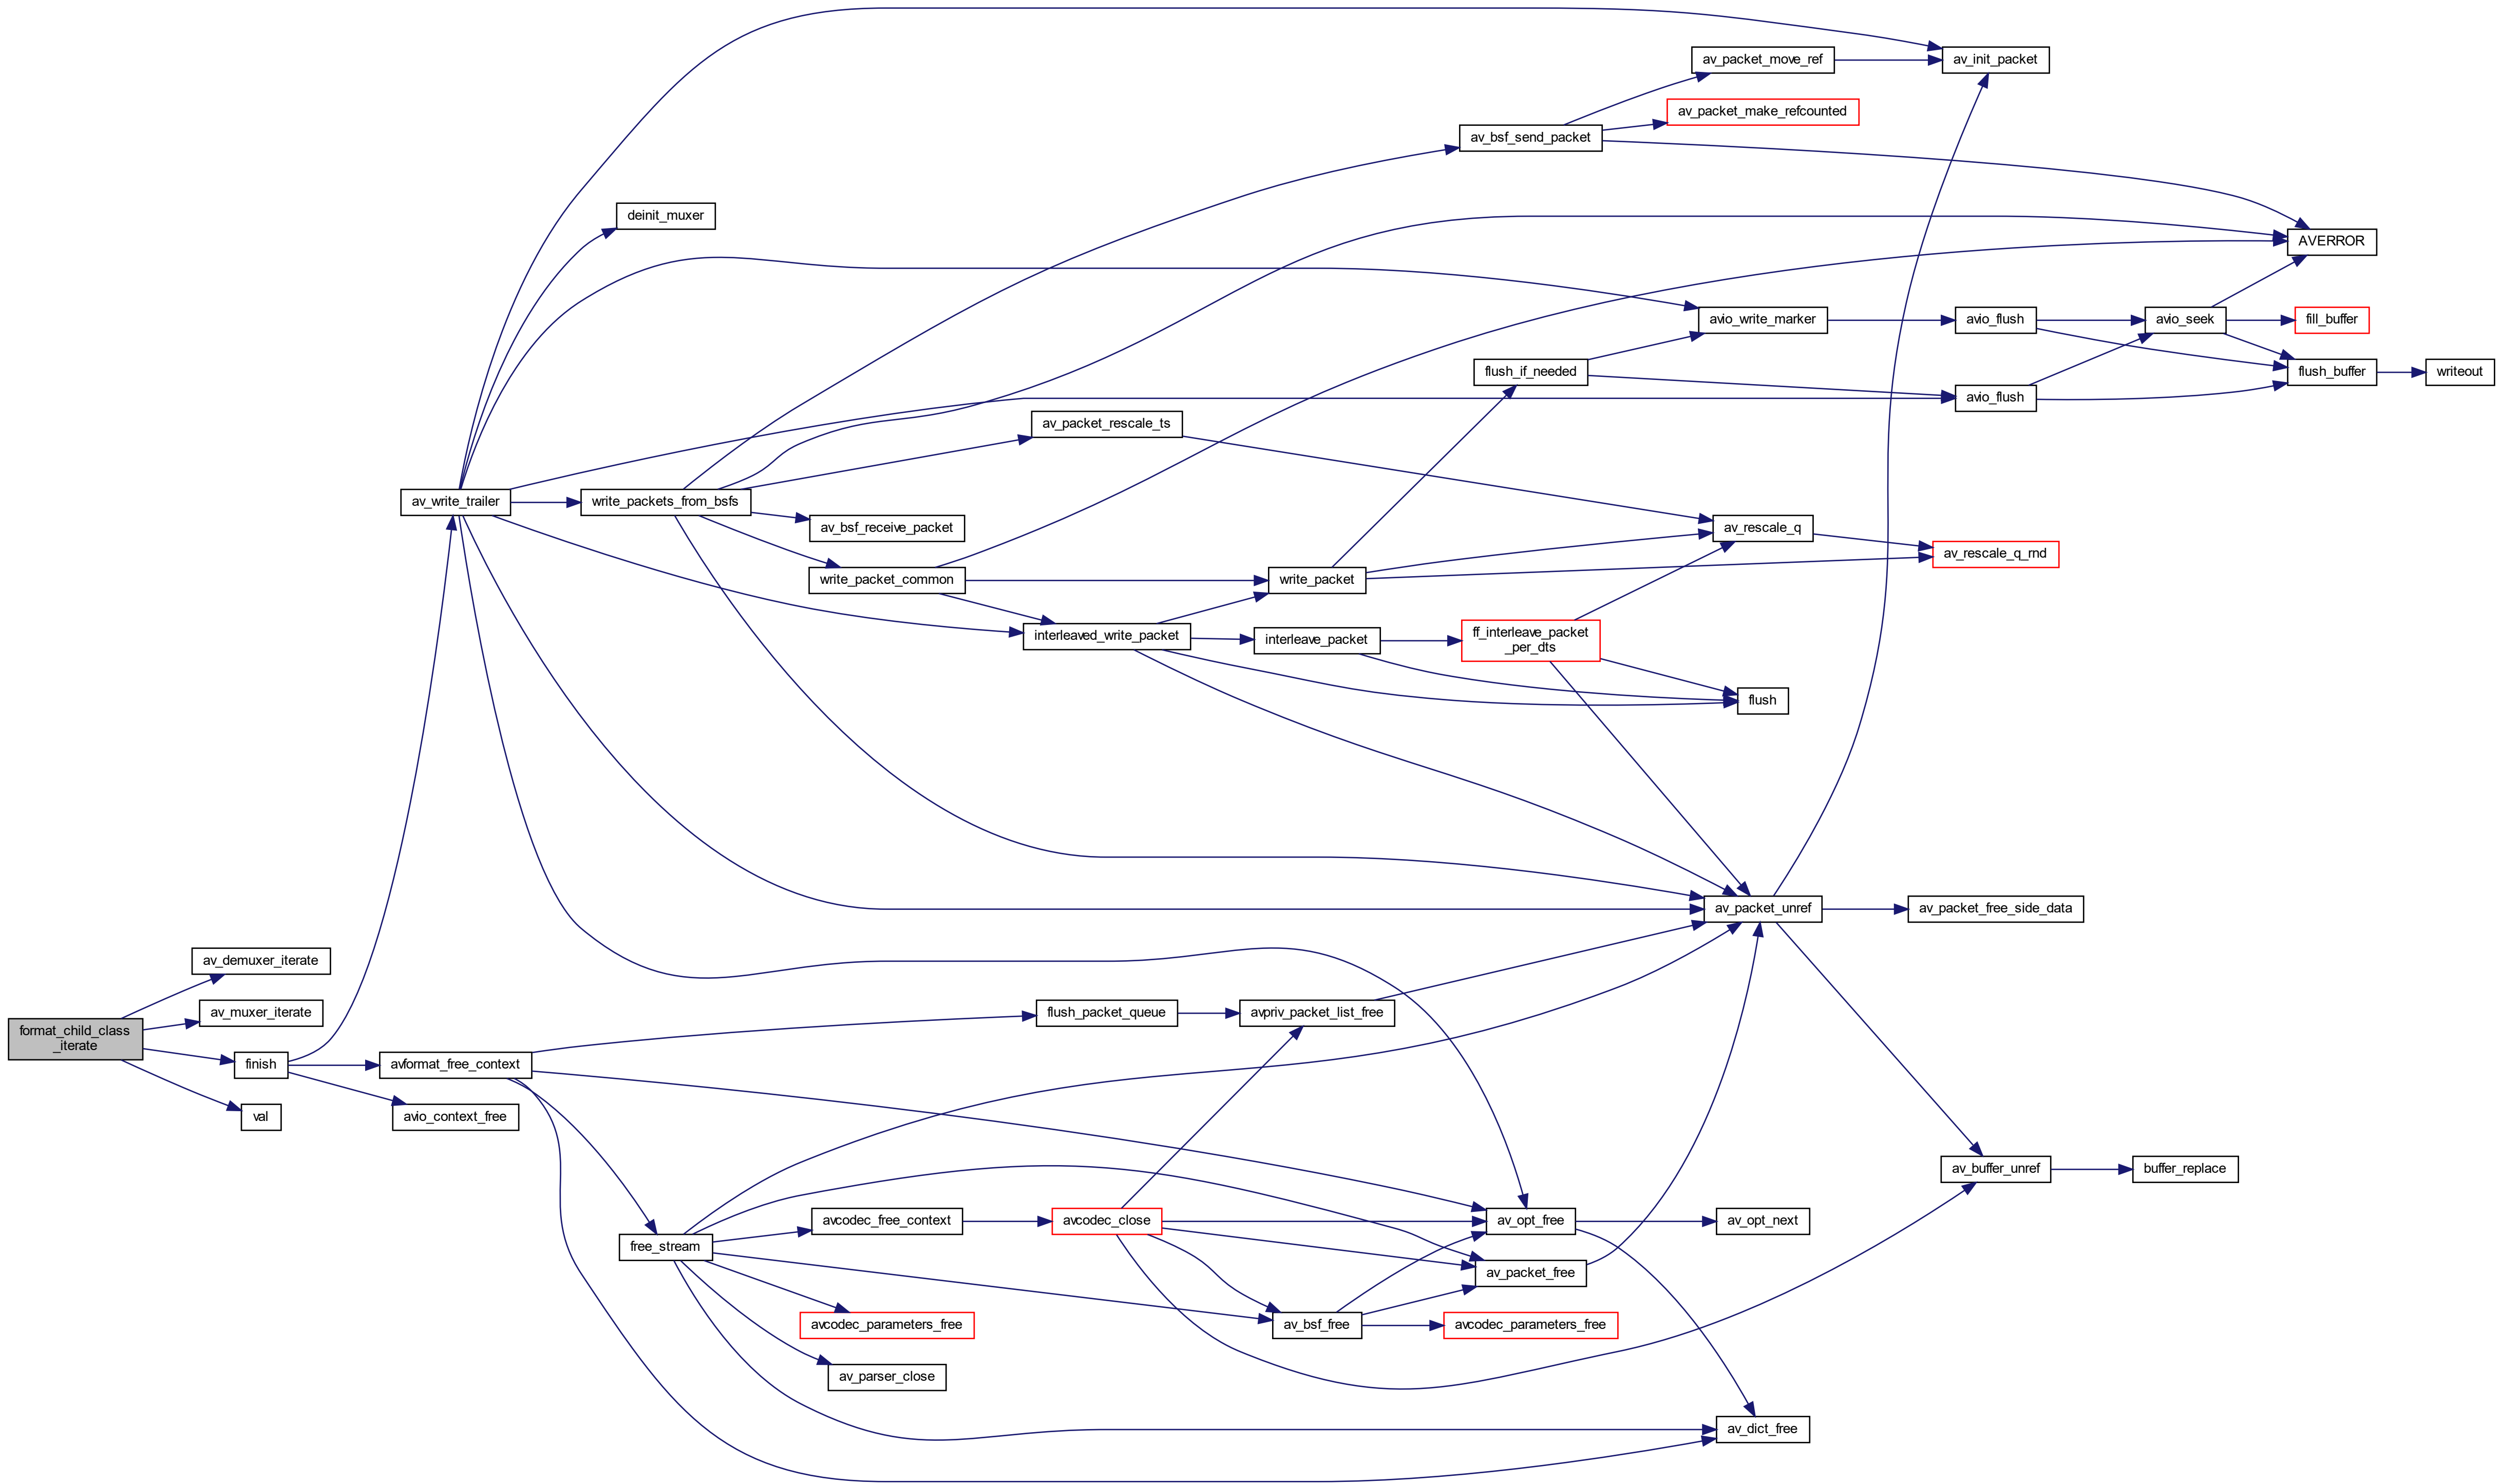 format_child_class
_iterate
av_demuxer_iterate
av_muxer_iterate
finish
val
av_write_trailer
avformat_free_context
avio_context_free
deinit_muxer
write_packets_from_bsfs
free_stream
av_bsf_receive_packet
write_packet_common
avcodec_free_context
avcodec_parameters_free
av_parser_close
av_packet_rescale_ts
interleaved_write_packet
flush_packet_queue
avcodec_close
write_packet
interleave_packet
avpriv_packet_list_free
av_bsf_free
av_bsf_send_packet
flush_if_needed
ff_interleave_packet
_per_dts
av_opt_free
av_packet_free
avcodec_parameters_free
av_packet_move_ref
av_packet_make_refcounted
avio_write_marker
av_rescale_q
flush
av_packet_unref
av_opt_next
av_dict_free
av_init_packet
avio_flush
avio_flush
av_rescale_q_rnd
av_packet_free_side_data
av_buffer_unref
avio_seek
buffer_replace
AVERROR
fill_buffer
flush_buffer
writeout